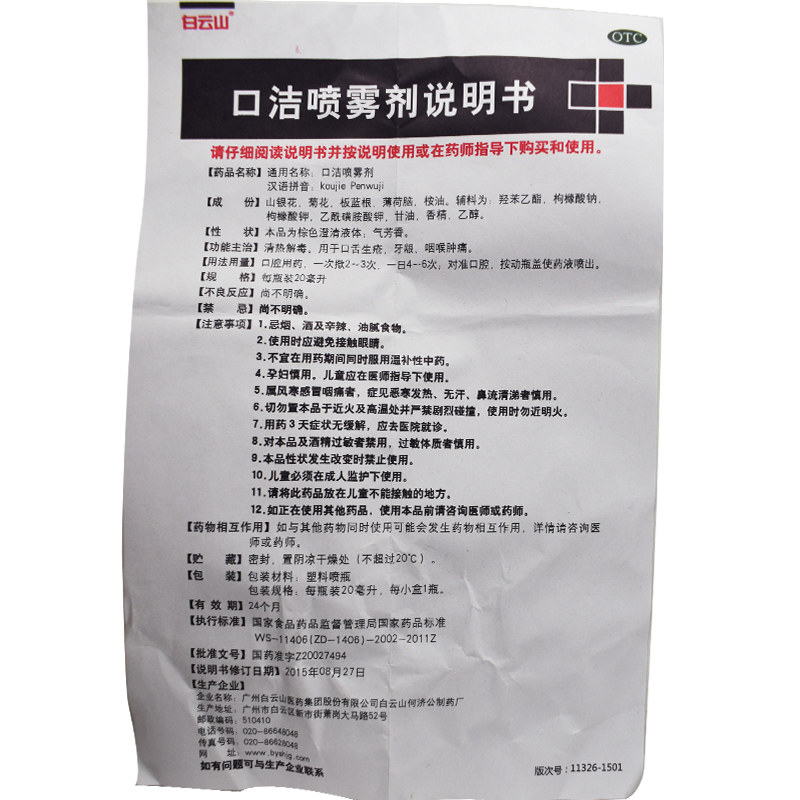 白云山
OTC
口洁喷雾剂说明书
请仔细阅读说明书并按说明使用或在药师指导下购买和使用。
【药品名称】通用名称：口洁喷雾剂
汉语拼音：koujie Penwuji
【成 份】山银花，菊花，板蓝根，薄荷脑，桉油。辅料为：羟苯乙酯，枸橼酸钠，
枸橼酸钾，乙酰磺胺酸钾，甘油，香精，乙醇。
【性 状】本品为棕色澄清液体；气芳香。
【功能主治】清热解毒。用于口舌生疮，牙龈、咽喉肿痛。
【用法用量】口腔用药，一次揿2～3次，一日4～6次；对准口腔，按动瓶盖使药液喷出。
【规 格】每瓶装20毫升
【不良反应】尚不明确。
【禁 忌】尚不明确。
【注意事项】1.忌烟、酒及辛辣、油腻食物。
2.使用时应避免接触眼睛。
3.不宜在用药期间同时服用温补性中药。
4.孕妇慎用。儿童应在医师指导下使用。
5.属风寒感冒咽痛者，症见恶寒发热、无汗、鼻流清涕者慎用。
6.切勿置本品于近火及高温处并严禁剧烈碰撞，使用时勿近明火。
7.用药3天症状无缓解，应去医院就诊。
8.对本品及酒精过敏者禁用，过敏体质者慎用。
9.本品性状发生改变时禁止使用。
10.儿童必须在成人监护下使用。
11.请将此药品放在儿童不能接触的地方。
12.如正在使用其他药品，使用本品前请咨询医师或药师。
【药物相互作用】如与其他药物同时使用可能会发生药物相互作用，详情请咨询医
师或药师。
【贮 藏】密封，置阴凉干燥处（不超过20℃）。
【包 装】包装材料：塑料喷瓶
包装规格：每瓶装20毫升，每小盒1瓶。
【有 效 期】24个月
【执行标准】国家食品药品监督管理局国家药品标准
WS-11406(ZD-1406)-2002-2011Z
【批准文号】国药准字Z20027494
【说明书修订日期】2015年08月27日
【生产企业】
企业名称：广州白云山医药集团股份有限公司白云山何济公制药厂
生产地址：广州市白云区新市街萧岗大马路52号
邮政编码：510410
电话号码：020-86648048
传真号码：020-86628048
网 址：www.byshjg.com
如有问题可与生产企业联系
版次号：11326-1501